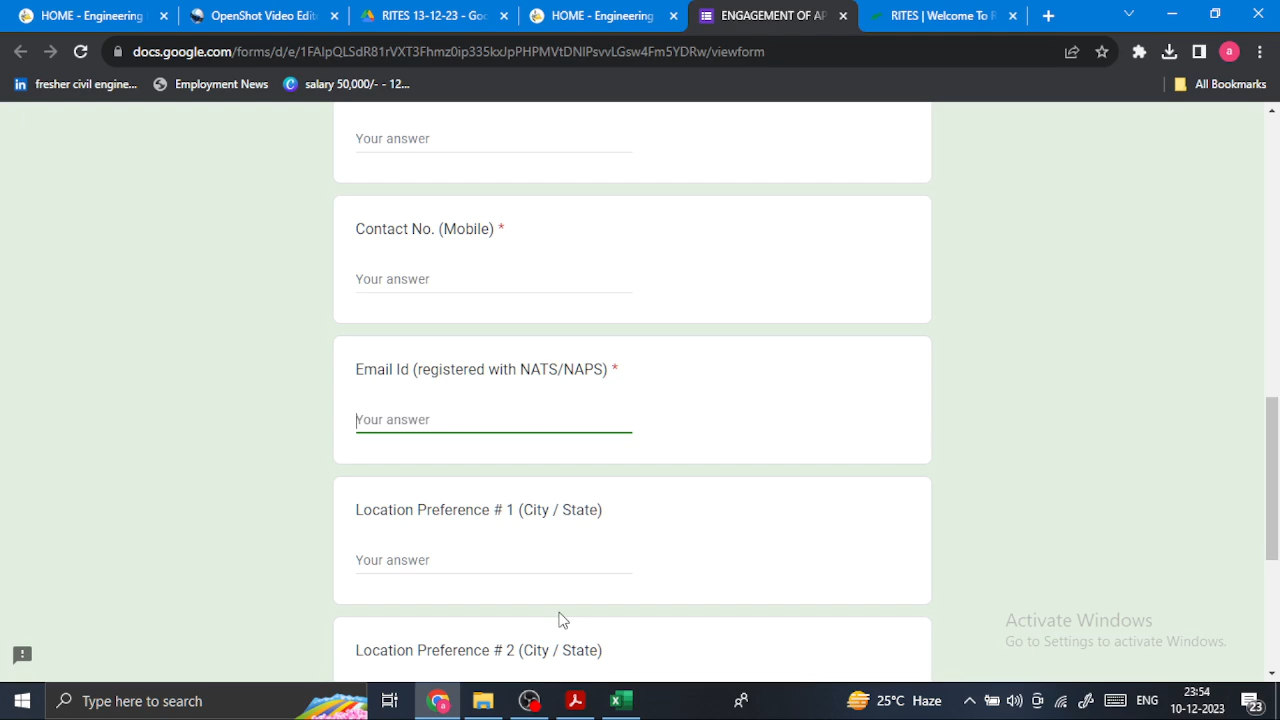 HOME - Engineering
OpenShot Video Edit
RITES 13-12-23 - Goo
HOME - Engineering
ENGAGEMENT OF AP
RITES | Welcome To R
docs.google.com/forms/d/e/1FAIpQLSdR81rVXT3Fhmz0ip335kxJpPHPMVtDNIPsvvLGsw4Fm5YDRw/viewform
a
in fresher civil engine...
Employment News
salary 50,000/- - 12...
All Bookmarks
Your answer
Contact No. (Mobile) *
Your answer
Email Id (registered with NATS/NAPS) *
Your answer
Location Preference # 1 (City / State)
Your answer
Location Preference # 2 (City / State)
Activate Windows
Go to Settings to activate Windows.
Type here to search
25°C Haze
ENG
23:54
10-12-2023
23